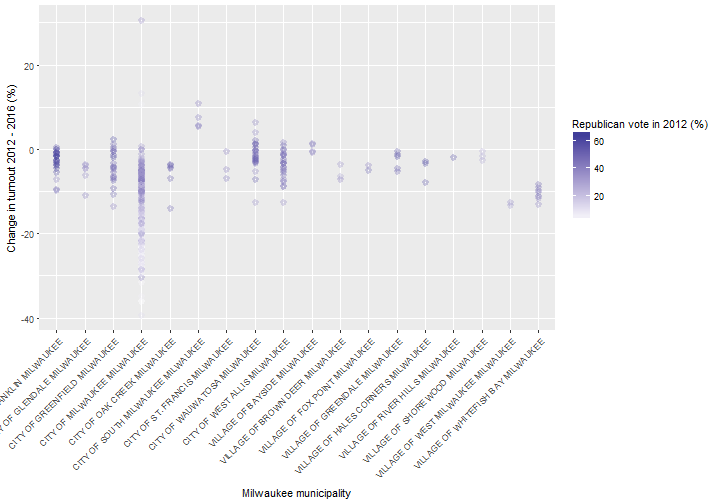 Change in turnout 2012 - 2016 (%)
20
0
-20
-40
ANKLIN MILWAUKEE
Y OF GLENDALE MILWAUKEE
CITY OF GREENFIELD MILWAUKEE
CITY OF MILWAUKEE MILWAUKEE
CITY OF OAK CREEK MILWAUKEE
CITY OF SOUTH MILWAUKEE MILWAUKEE
CITY OF ST. FRANCIS MILWAUKEE
CITY OF WAUWATOSA MILWAUKEE
CITY OF WEST ALLIS MILWAUKEE
VILLAGE OF BAYSIDE MILWAUKEE
VILLAGE OF BROWN DEER MILWAUKEE
VILLAGE OF FOX POINT MILWAUKEE
VILLAGE OF GREENDALE MILWAUKEE
VILLAGE OF HALES CORNERS MILWAUKEE
VILLAGE OF RIVER HILLS MILWAUKEE
VILLAGE OF SHORE WOOD MILWAUKEE
VILLAGE OF WEST MILWAUKEE MILWAUKEE
VILLAGE OF WHITEFISH BAY MILWAUKEE
Milwaukee municipality
Republican vote in 2012 (%)
60
40
20